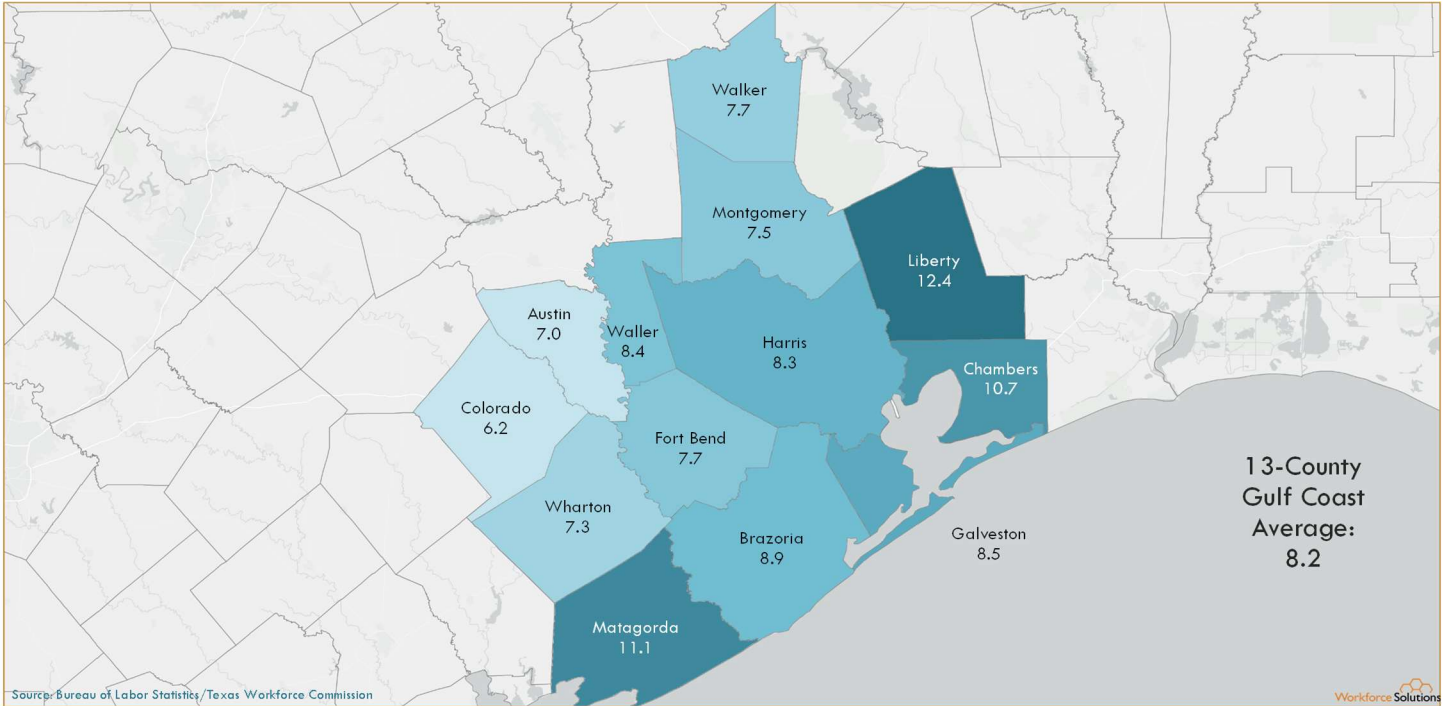 Walker
7.7
Montgomery
7.5
Liberty
12.4
Austin
7.0
Waller
8.4
Harris
8.3
Chambers
10.7
Colorado
6.2
Fort Bend
7.7
Wharton
7.3
Brazoria
8.9
Galveston
8.5
Matagorda
11.1
13-County
Gulf Coast
Average:
8.2
Source: Bureau of Labor Statistics/Texas Workforce Commission
Workforce Solutions